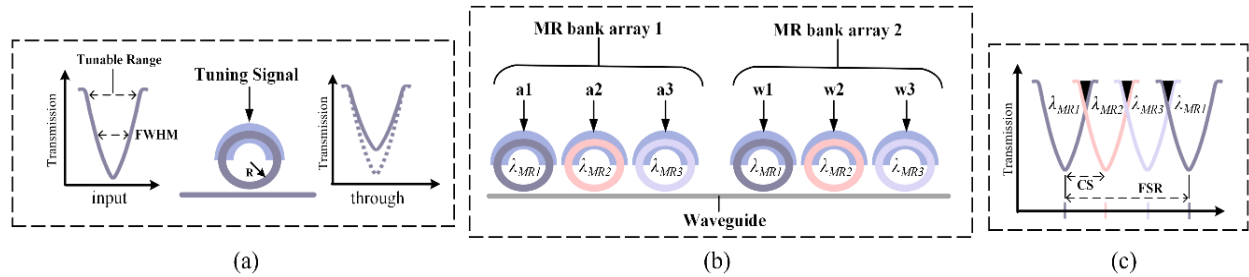 Tunable Range
Transmission
FWHM
input
Tuning Signal
R
through
(a)
MR bank array 1
MR bank array 2
a1 a2 a3 w1 w2 w3
λMR1 λMR2 λMR3 λMR1 λMR2 λMR3
Waveguide
(b)
Transmission
λMR1 λMR2 λMR3 λMR1
CS
FSR
(c)
Transmission